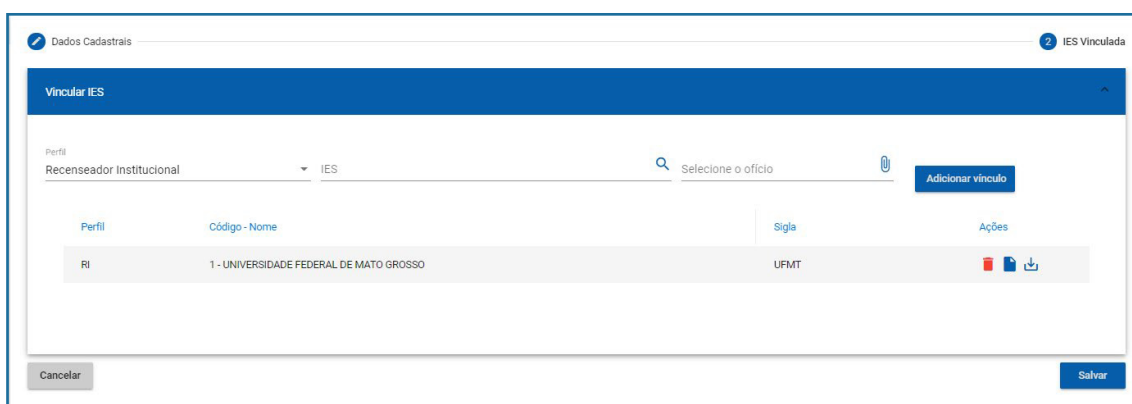 Dados Cadastrais
2 IES Vinculada
Vincular IES
Perfil
Recenseador Institucional IES Selecione o ofício Adicionar vínculo
Perfil Código - Nome Sigla Ações
RI 1 - UNIVERSIDADE FEDERAL DE MATO GROSSO UFMT
Cancelar Salvar